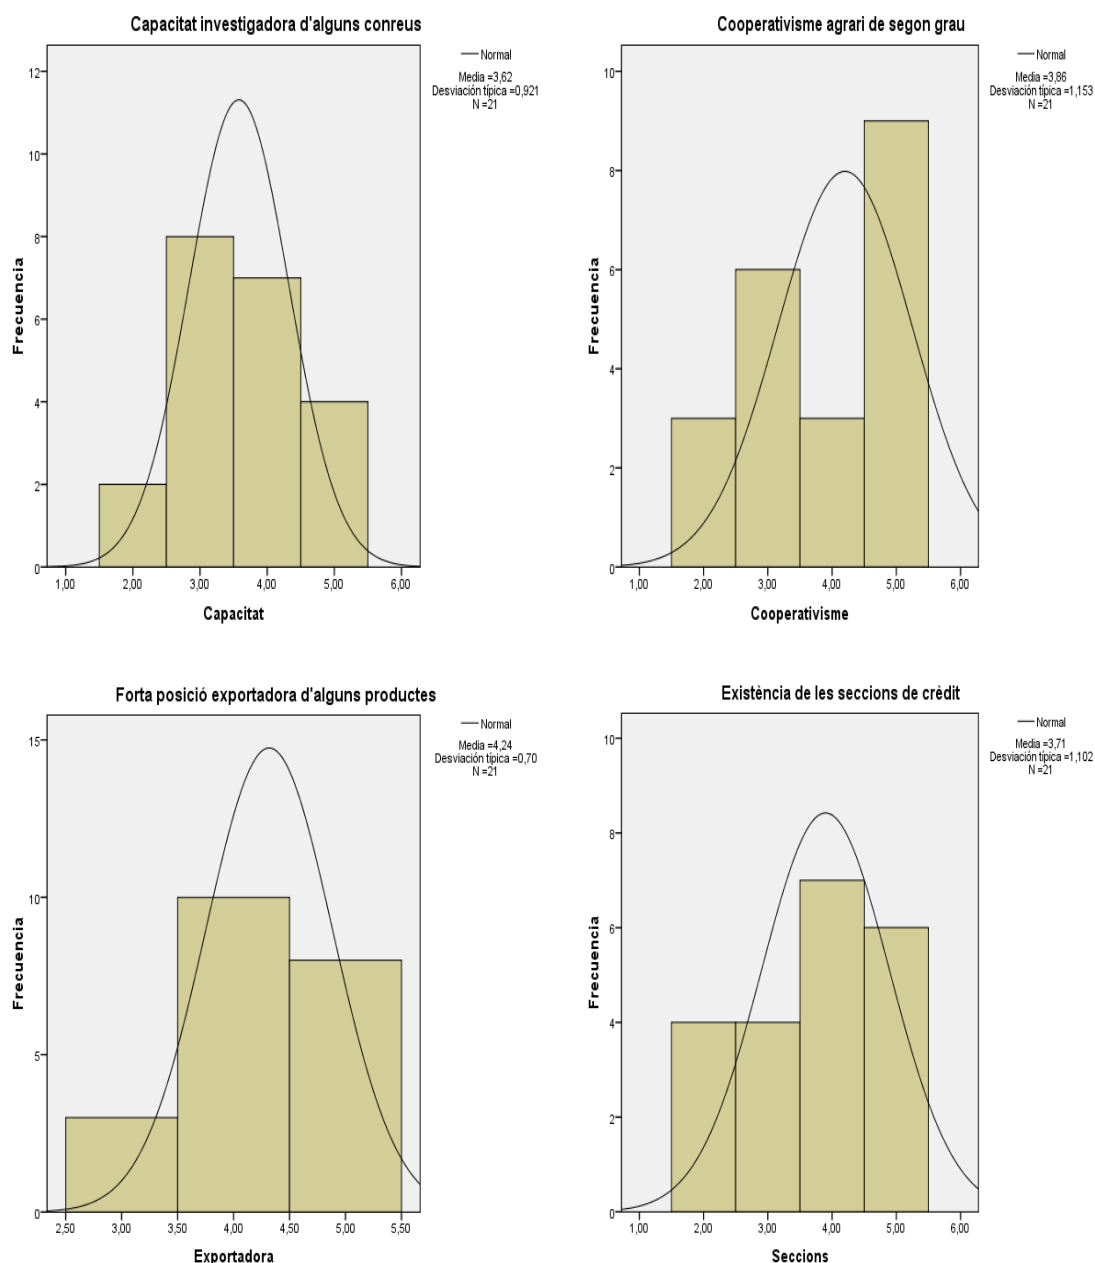 Capacitat investigadora d'alguns conreus
Normal
Media =3,62
Desviación típica =0,921
N =21
12
10
8
6
4
2
0
Frecuencia
1,00 2,00 3,00 4,00 5,00 6,00
Capacitat
Cooperativisme agrari de segon grau
Normal
Media =3,86
Desviación típica =1,153
N =21
10
8
6
4
2
0
Frecuencia
1,00 2,00 3,00 4,00 5,00 6,00
Cooperativisme
Forta posició exportadora d'alguns productes
Normal
Media =4,24
Desviación típica =0,70
N =21
15
10
5
0
Frecuencia
2,50 3,00 3,50 4,00 4,50 5,00 5,50
Exportadora
Existència de les seccions de crèdit
Normal
Media =3,71
Desviación típica =1,102
N =21
10
8
6
4
2
0
Frecuencia
1,00 2,00 3,00 4,00 5,00 6,00
Seccions